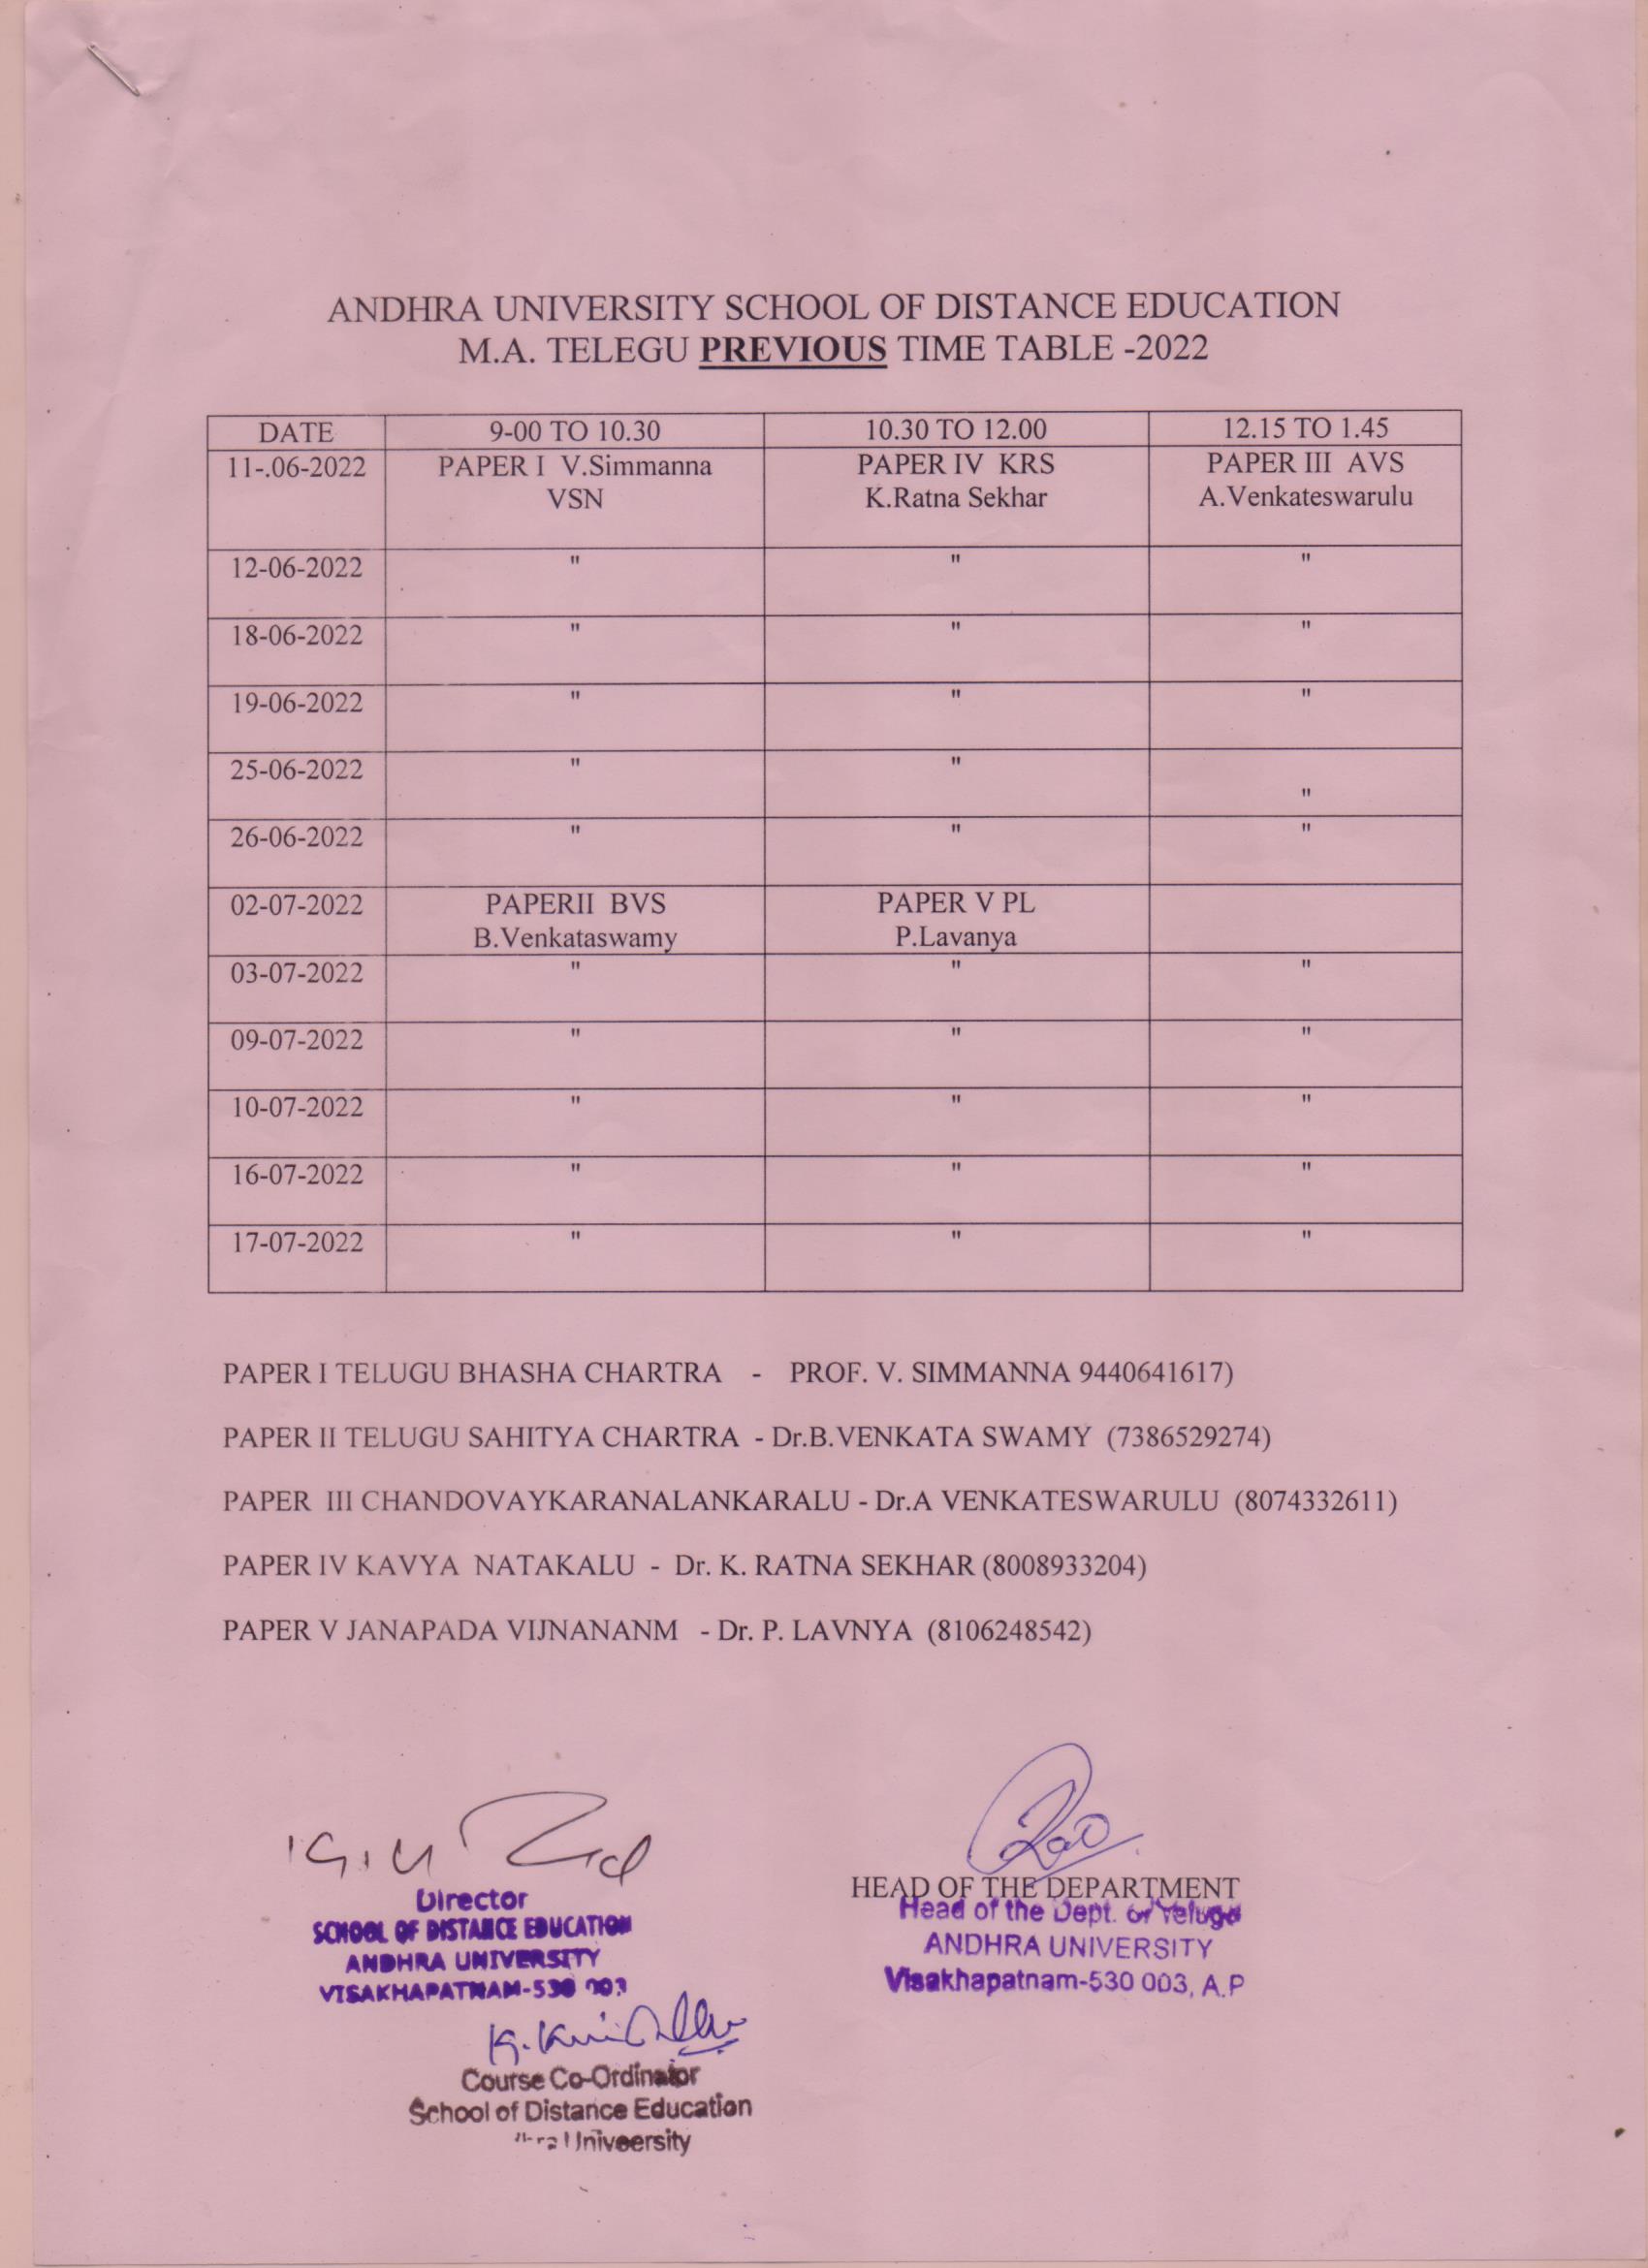 ANDHRA UNIVERSITY SCHOOL OF DISTANCE EDUCATION
M.A. TELEGU PREVIOUS TIME TABLE -2022
DATE 9-00 TO 10.30 10.30 TO 12.00 12.15 TO 1.45
11-.06-2022 PAPER I V.Simmanna PAPER IV KRS PAPER III AVS
VSN K.Ratna Sekhar A.Venkateswarulu
12-06-2022 " " "
18-06-2022 " " "
19-06-2022 " " "
25-06-2022 " " "
26-06-2022 " " "
02-07-2022 PAPERII BVS PAPER V PL
B.Venkataswamy P.Lavanya
03-07-2022 " " "
09-07-2022 " " "
10-07-2022 " " "
16-07-2022 " " "
17-07-2022 " " "
PAPER I TELUGU BHASHA CHARTRA - PROF. V. SIMMANNA 9440641617)
PAPER II TELUGU SAHITYA CHARTRA - Dr.B.VENKATA SWAMY (7386529274)
PAPER III CHANDOVAYKARANALANKARALU - Dr.A VENKATESWARULU (8074332611)
PAPER IV KAVYA NATAKALU - Dr. K. RATNA SEKHAR (8008933204)
PAPER V JANAPADA VIJNANANM - Dr. P. LAVNYA (8106248542)
Director
SCHOOL OF DISTANCE EDUCATION
ANDHRA UNIVERSITY
VISAKHAPATNAM-530 003
HEAD OF THE DEPARTMENT
Head of the Dept. of Telugu
ANDHRA UNIVERSITY
Visakhapatnam-530 003, A.P
Course Co-Ordinator
School of Distance Education
Univeersity